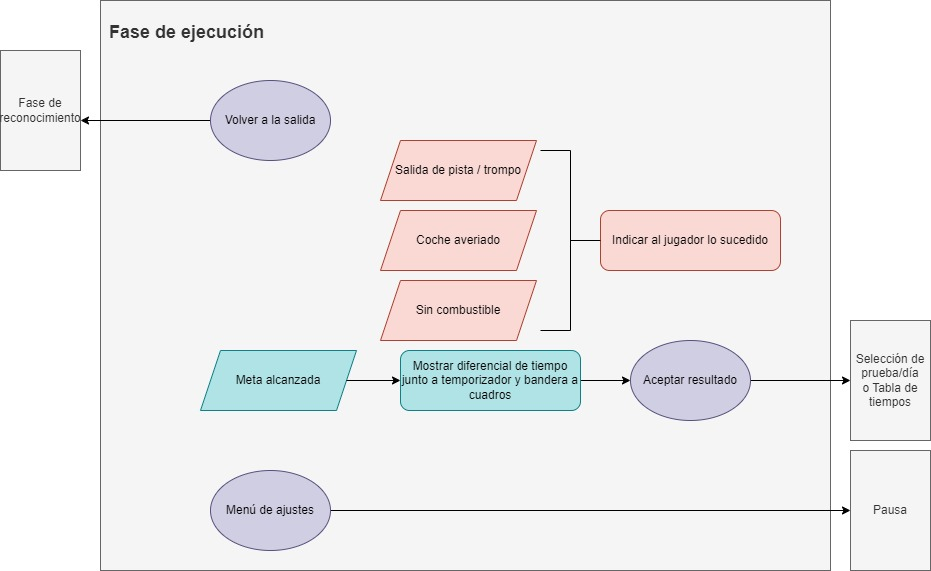 Fase de ejecución
Fase de
reconocimiento
Volver a la salida
Salida de pista / trompo
Coche averiado
Indicar al jugador lo sucedido
Sin combustible
Meta alcanzada
Mostrar diferencial de tiempo
junto a temporizador y bandera a
cuadros
Aceptar resultado
Selección de
prueba/día
o Tabla de
tiempos
Menú de ajustes
Pausa